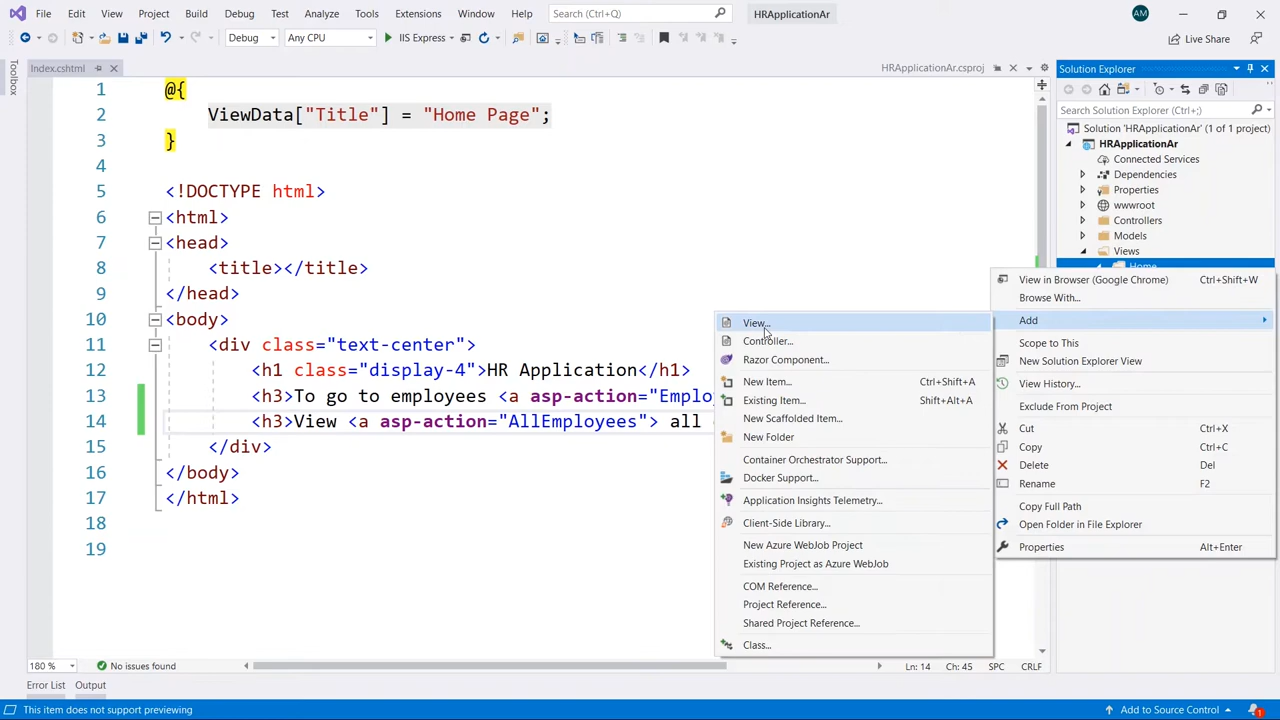 File Edit View Project Build Debug Test Analyze Tools Extensions Window Help Search (Ctrl+Q) HRApplicationAr AM
Debug Any CPU IIS Express Live Share
Toolbox
Index.cshtml HRApplicationAr.csproj
1 @{
2 ViewData["Title"] = "Home Page";
3 }
4
5 <!DOCTYPE html>
6 <html>
7 <head>
8 <title></title>
9 </head>
10 <body>
11 <div class="text-center">
12 <h1 class="display-4">HR Application</h1>
13 <h3>To go to employees <a asp-action="Emplo
14 <h3>View <a asp-action="AllEmployees"> all
15 </div>
16 </body>
17 </html>
18
19
Solution Explorer
Search Solution Explorer (Ctrl+;)
Solution 'HRApplicationAr' (1 of 1 project)
HRApplicationAr
Connected Services
Dependencies
Properties
wwwroot
Controllers
Models
Views
Home
View in Browser (Google Chrome) Ctrl+Shift+W
Browse With...
Add
Scope to This
New Solution Explorer View
View History...
Exclude From Project
Cut Ctrl+X
Copy Ctrl+C
Delete Del
Rename F2
Copy Full Path
Open Folder in File Explorer
Properties Alt+Enter
View...
Controller...
Razor Component...
New Item... Ctrl+Shift+A
Existing Item... Shift+Alt+A
New Scaffolded Item...
New Folder
Container Orchestrator Support...
Docker Support...
Application Insights Telemetry...
Client-Side Library...
New Azure WebJob Project
Existing Project as Azure WebJob
COM Reference...
Project Reference...
Shared Project Reference...
Class...
180 % No issues found Ln: 14 Ch: 45 SPC CRLF
Error List Output
This item does not support previewing Add to Source Control 1